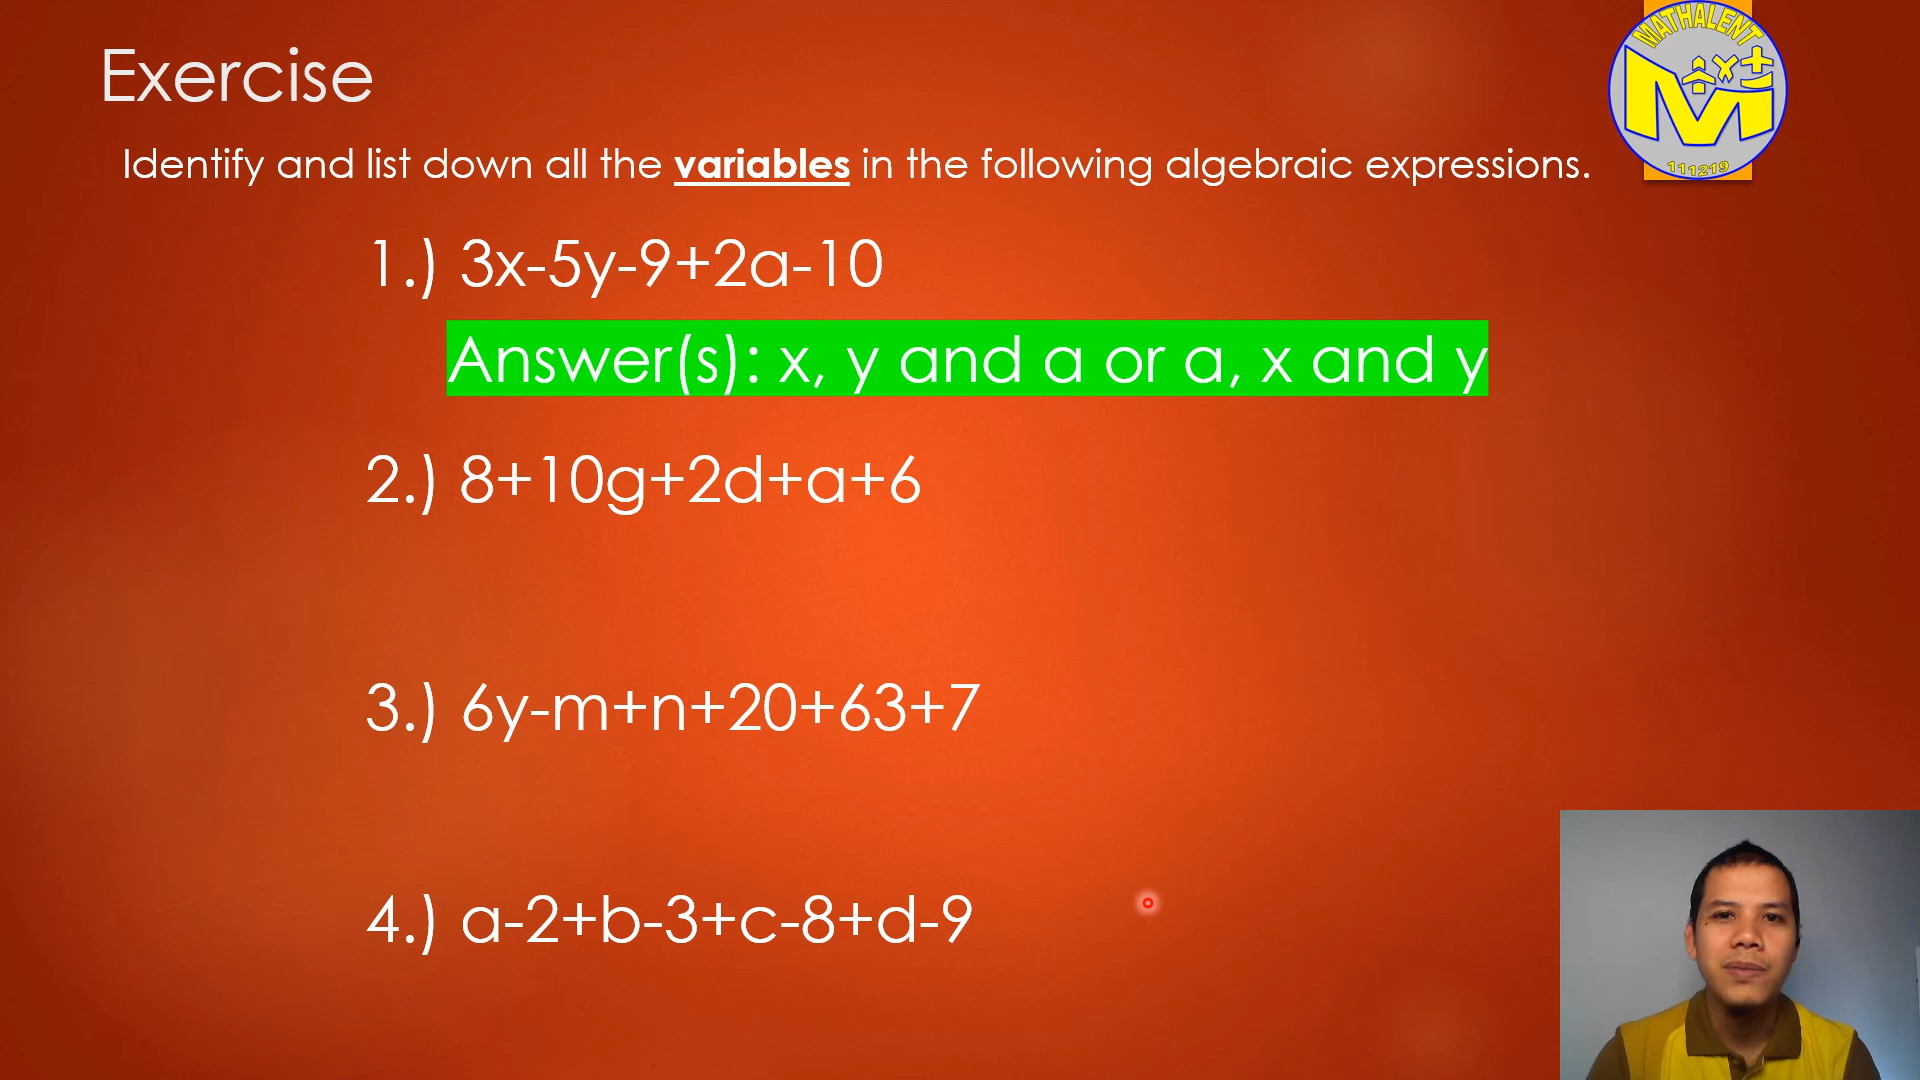 MATHALENT
Exercise
M
111219
Identify and list down all the variables in the following algebraic expressions.
1.) 3x-5y-9+2a-10
Answer(s): x, y and a or a, x and y
2.) 8+10g+2d+a+6
3.) 6y-m+n+20+63+7
4.) a-2+b-3+c-8+d-9